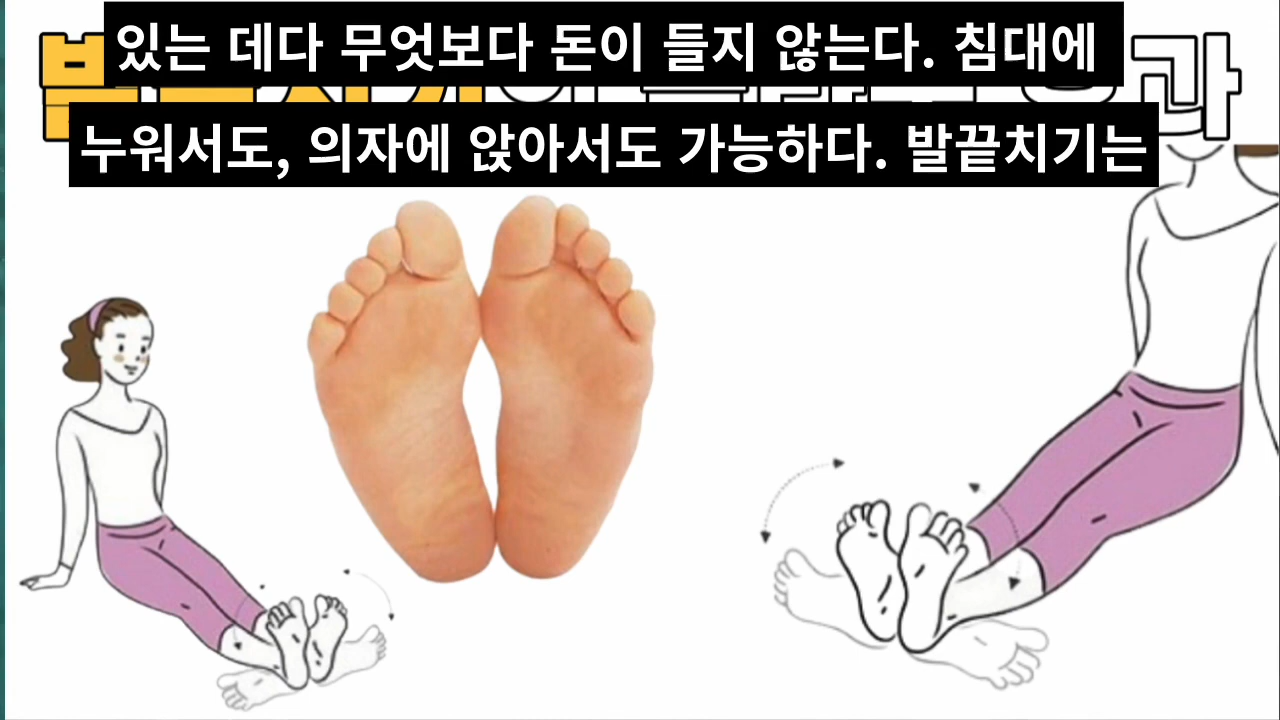 있는 데다 무엇보다 돈이 들지 않는다. 침대에
누워서도, 의자에 앉아서도 가능하다. 발끝치기는